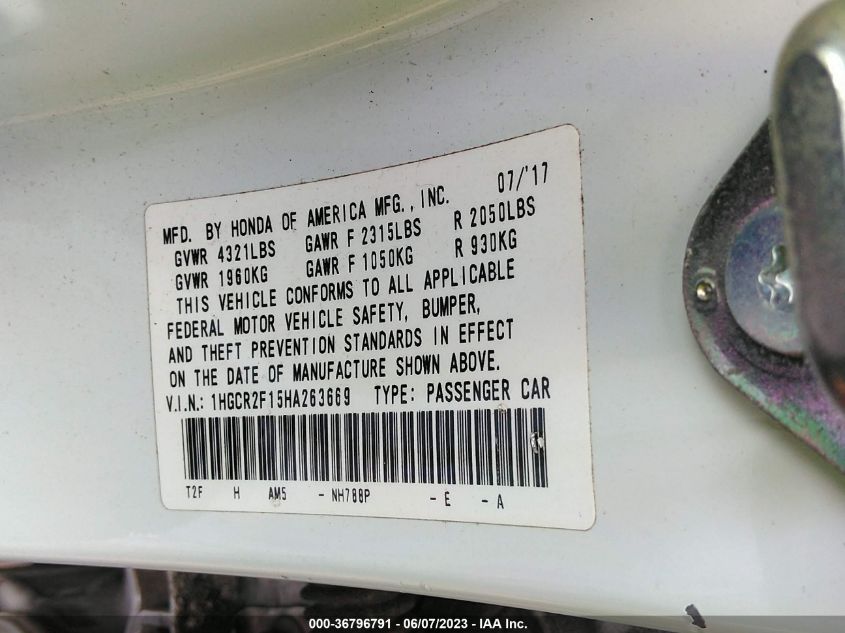 07/'17
MFD. BY HONDA OF AMERICA MFG., INC.
GVWR 4321LBS GAWR F 2315LBS R 2050LBS
GVWR 1960KG GAWR F 1050KG R 930KG
THIS VEHICLE CONFORMS TO ALL APPLICABLE
FEDERAL MOTOR VEHICLE SAFETY, BUMPER,
AND THEFT PREVENTION STANDARDS IN EFFECT
ON THE DATE OF MANUFACTURE SHOWN ABOVE.
V.I.N.: 1HGCR2F15HA263669 TYPE: PASSENGER CAR
T2F H AM5 - NH788P - E - A
000-36796791 - 06/07/2023 - IAA Inc.